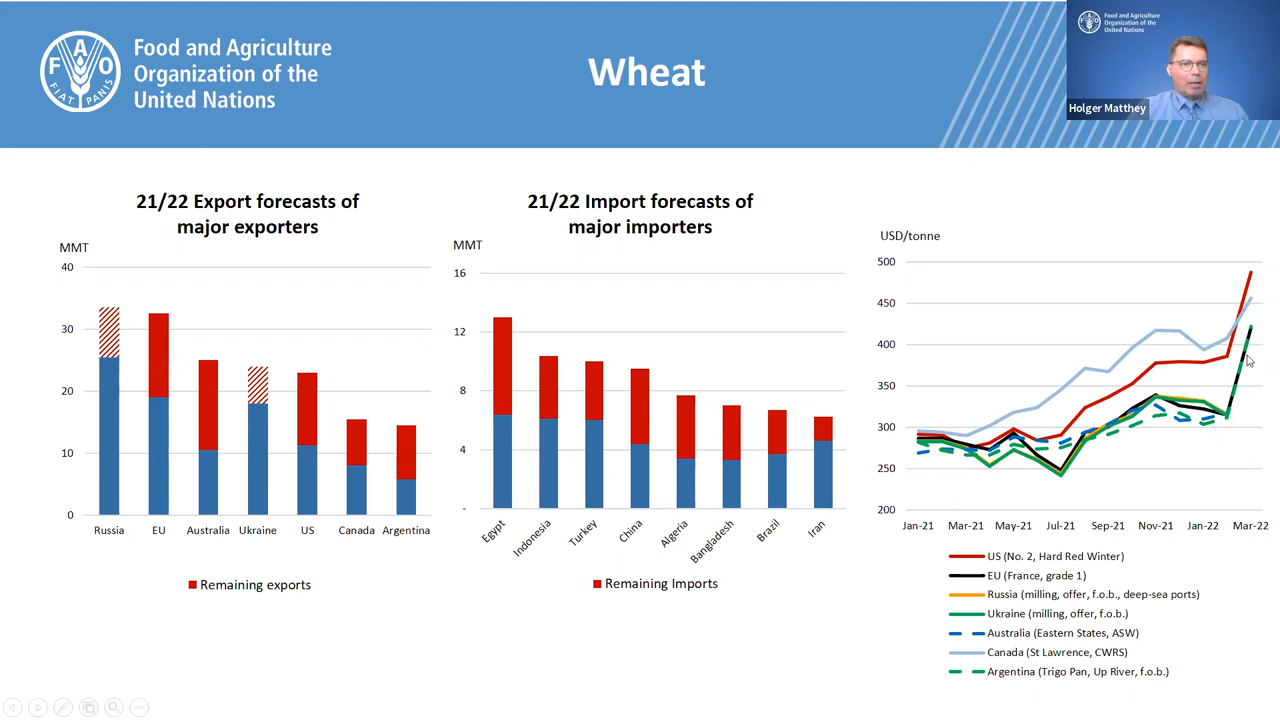 FAO
FIAT PANIS
Food and Agriculture
Organization of the
United Nations
Wheat
Food and Agriculture
Organization of the
United Nations
Holger Matthey
21/22 Export forecasts of
major exporters
MMT
40
30
20
10
0
Russia EU Australia Ukraine US Canada Argentina
Remaining exports
21/22 Import forecasts of
major importers
MMT
16
12
8
4
-
Egypt Indonesia Turkey China Algeria Bangladesh Brazil Iran
Remaining Imports
USD/tonne
500
450
400
350
300
250
200
Jan-21 Mar-21 May-21 Jul-21 Sep-21 Nov-21 Jan-22 Mar-22
US (No. 2, Hard Red Winter)
EU (France, grade 1)
Russia (milling, offer, f.o.b., deep-sea ports)
Ukraine (milling, offer, f.o.b.)
Australia (Eastern States, ASW)
Canada (St Lawrence, CWRS)
Argentina (Trigo Pan, Up River, f.o.b.)